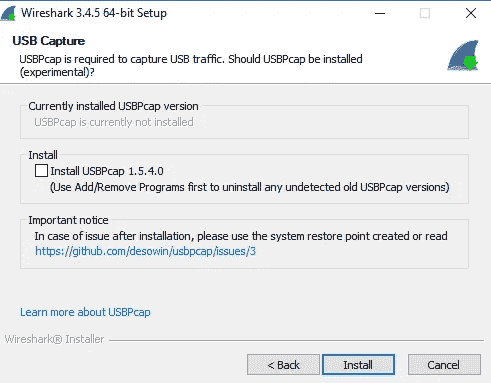 Wireshark 3.4.5 64-bit Setup
USB Capture
USBPcap is required to capture USB traffic. Should USBPcap be installed
(experimental)?
Currently installed USBPcap version
USBPcap is currently not installed
Install
Install USBPcap 1.5.4.0
(Use Add/Remove Programs first to uninstall any undetected old USBPcap versions)
Important notice
In case of issue after installation, please use the system restore point created or read
https://github.com/desowin/usbpcap/issues/3
Learn more about USBPcap
Wireshark® Installer
< Back Install Cancel